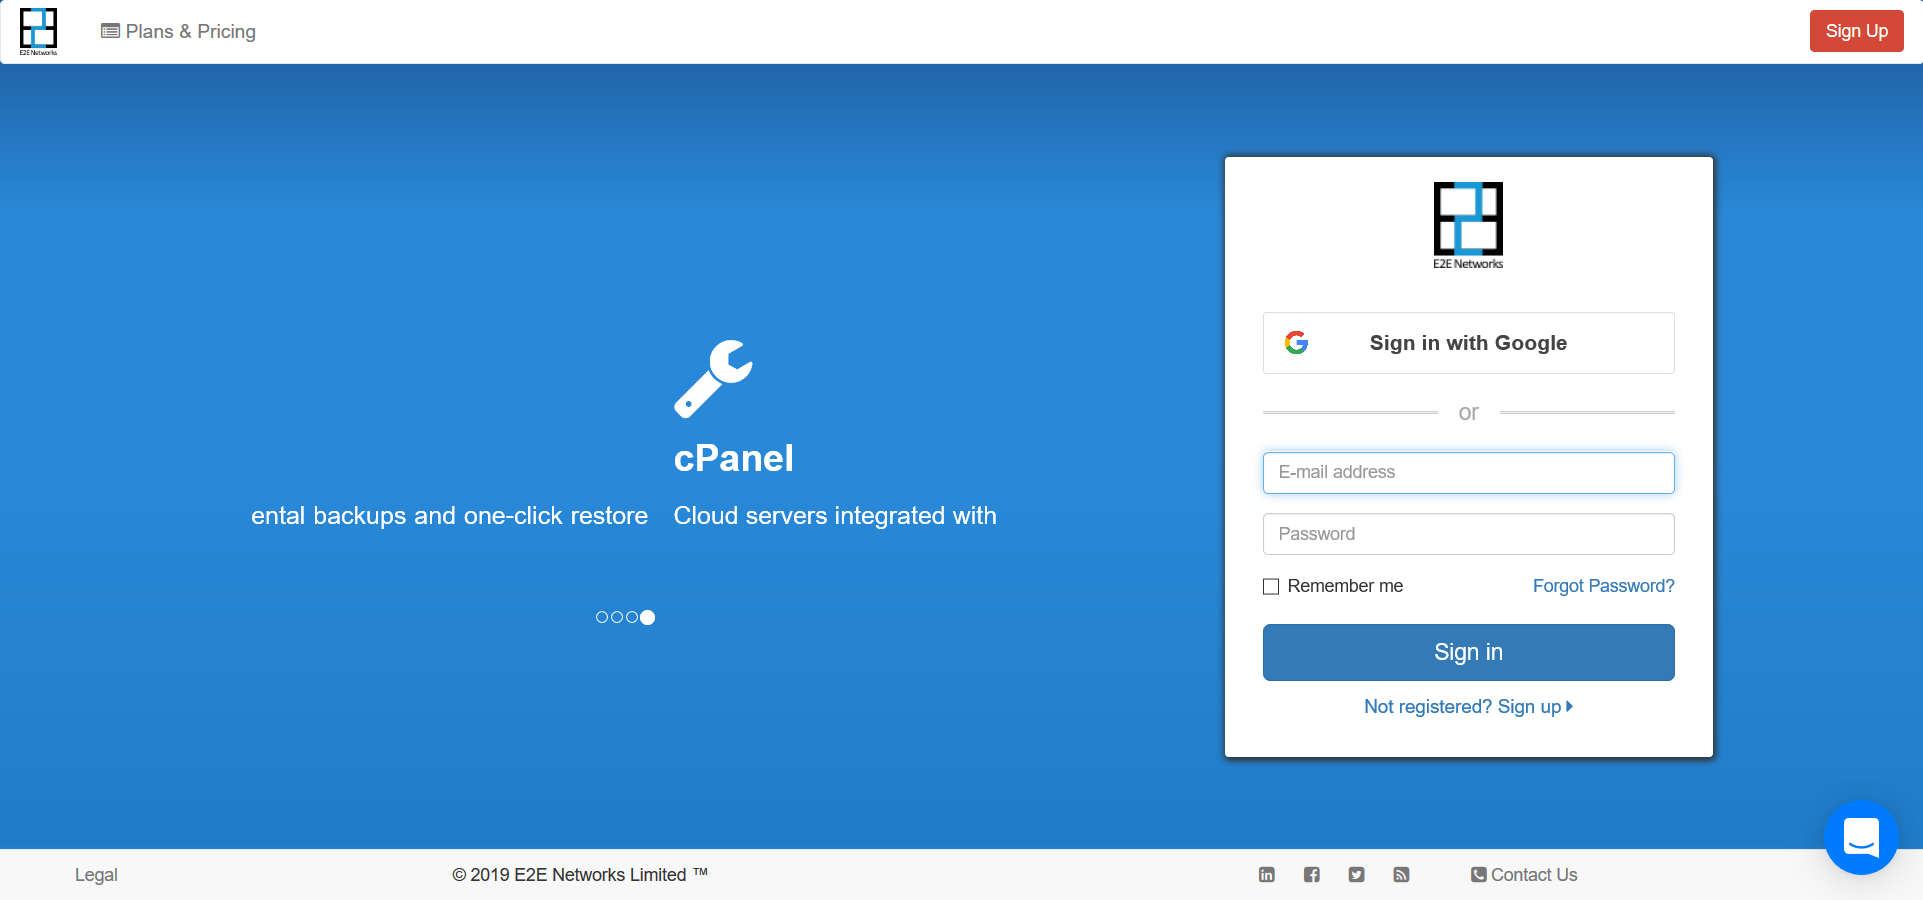 E2E Networks
Plans & Pricing
Sign Up
E2E Networks
Sign in with Google
or
E-mail address
Password
Remember me
Forgot Password?
Sign in
Not registered? Sign up
cPanel
ental backups and one-click restore
Cloud servers integrated with
Legal
© 2019 E2E Networks Limited ™
Contact Us